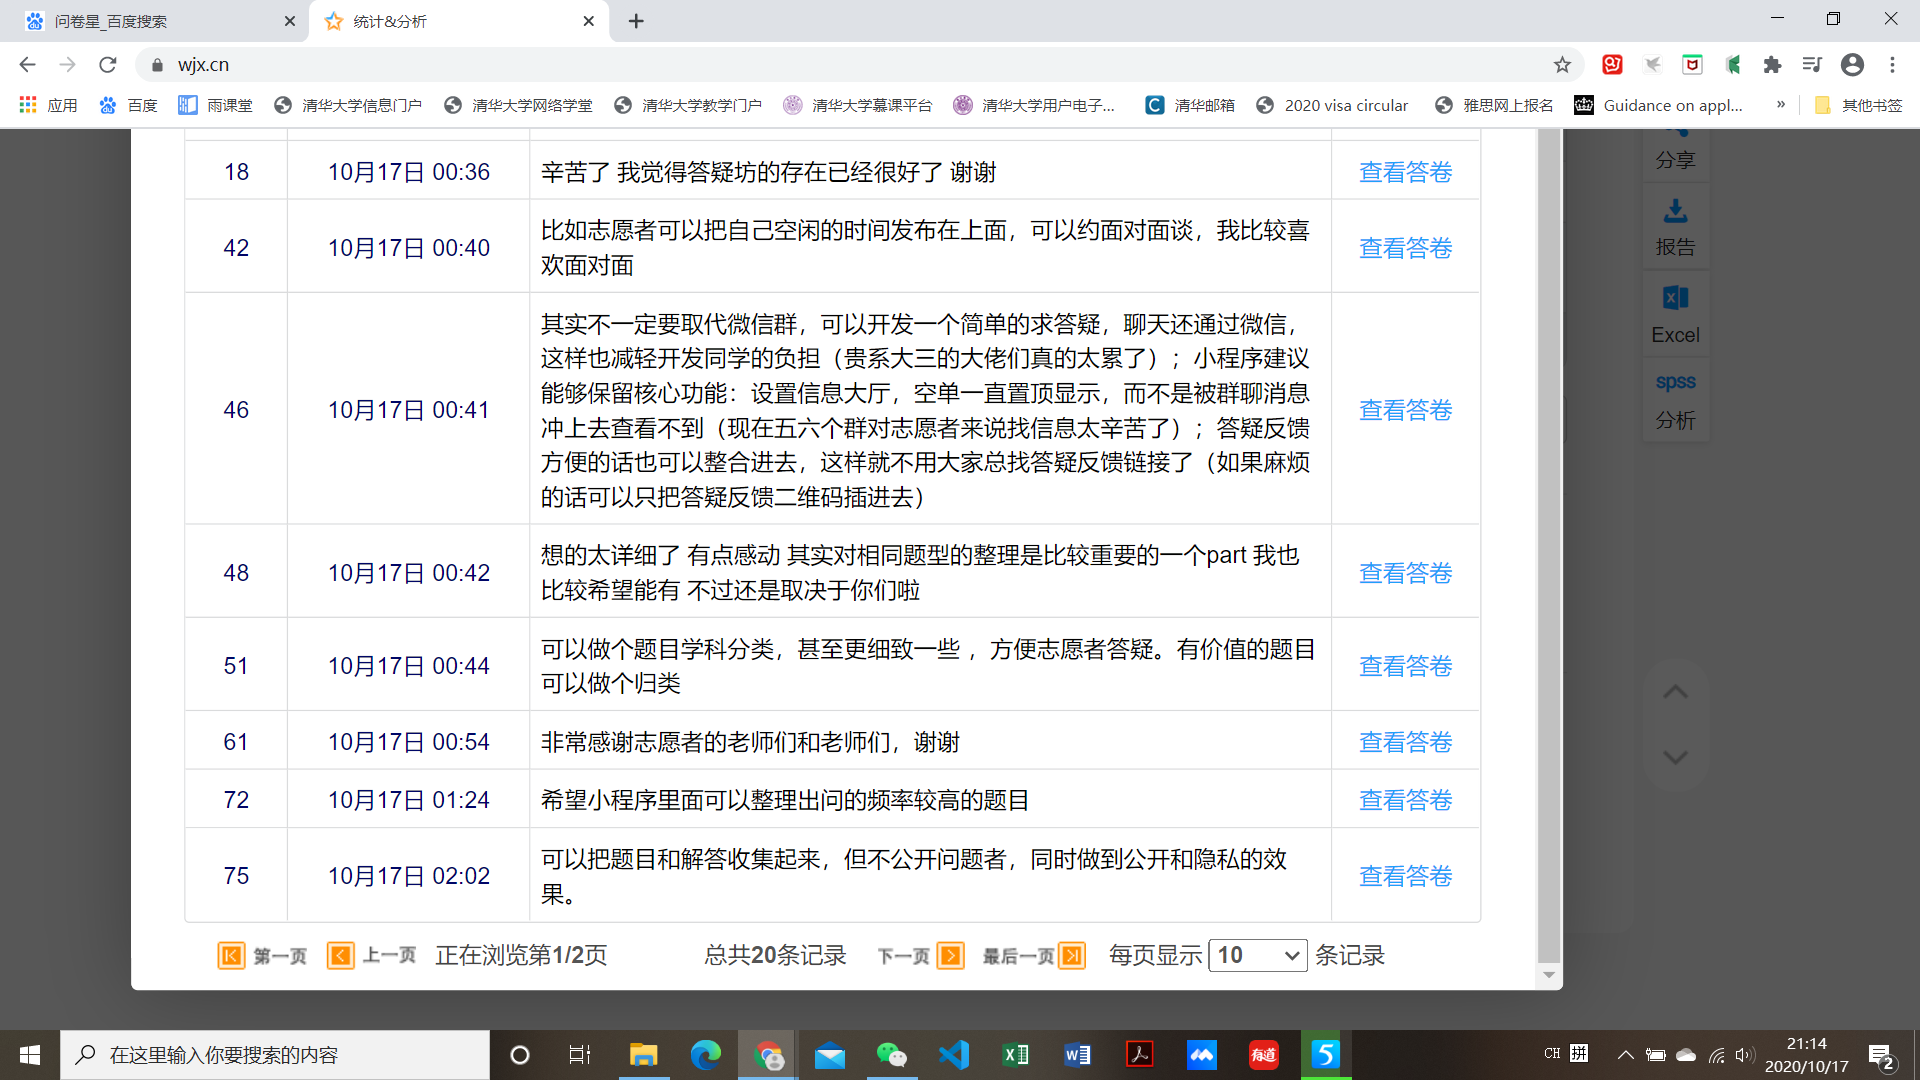 问卷星_百度搜索
统计&分析
wjx.cn
应用
百度
雨课堂
清华大学信息门户
清华大学网络学堂
清华大学教学门户
清华大学慕课平台
清华大学用户电子...
清华邮箱
2020 visa circular
雅思网上报名
Guidance on appl...
»
其他书签
18 10月17日 00:36 辛苦了 我觉得答疑坊的存在已经很好了 谢谢 查看答卷
42 10月17日 00:40 比如志愿者可以把自己空闲的时间发布在上面，可以约面对面谈，我比较喜
欢面对面 查看答卷
46 10月17日 00:41 其实不一定要取代微信群，可以开发一个简单的求答疑，聊天还通过微信，
这样也减轻开发同学的负担（贵系大三的大佬们真的太累了）；小程序建议
能够保留核心功能：设置信息大厅，空单一直置顶显示，而不是被群聊消息
冲上去查看不到（现在五六个群对志愿者来说找信息太辛苦了）；答疑反馈
方便的话也可以整合进去，这样就不用大家总找答疑反馈链接了（如果麻烦
的话可以只把答疑反馈二维码插进去） 查看答卷
48 10月17日 00:42 想的太详细了 有点感动 其实对相同题型的整理是比较重要的一个part 我也
比较希望能有 不过还是取决于你们啦 查看答卷
51 10月17日 00:44 可以做个题目学科分类，甚至更细致一些 ，方便志愿者答疑。有价值的题目
可以做个归类 查看答卷
61 10月17日 00:54 非常感谢志愿者的老师们和老师们，谢谢 查看答卷
72 10月17日 01:24 希望小程序里面可以整理出问的频率较高的题目 查看答卷
75 10月17日 02:02 可以把题目和解答收集起来，但不公开问题者，同时做到公开和隐私的效
果。 查看答卷
第一页 上一页 正在浏览第1/2页 总共20条记录 下一页 最后一页 每页显示 10 条记录
分享
报告
Excel
spss
分析
在这里输入你要搜索的内容
有道
5
CH 拼
21:14
2020/10/17
2